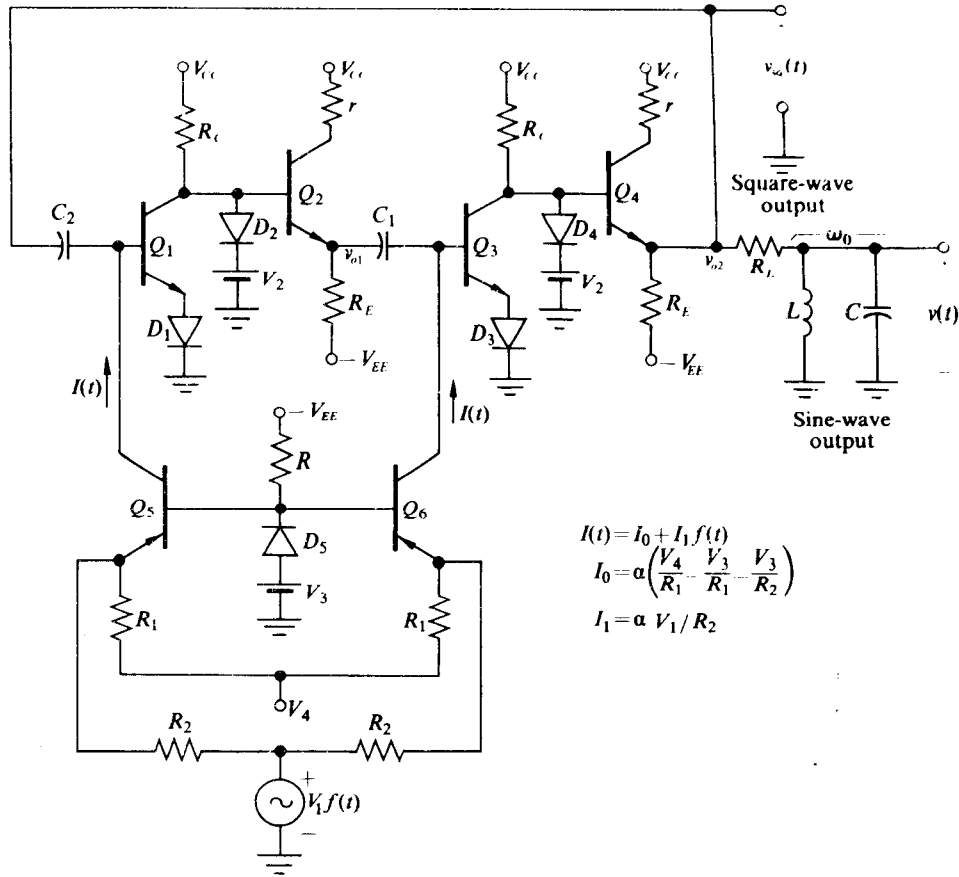 V_CC
V_CC
V_CC
V_CC
v_sq(t)
R_C
r
R_C
r
Square-wave
output
C_2
Q_1
D_2
Q_2
C_1
Q_3
D_4
Q_4
ω_0
V_2
v_o1
V_2
v_o2
R_L
D_1
R_E
D_3
R_E
L
C
v(t)
-V_EE
-V_EE
I(t)
I(t)
Sine-wave
output
-V_EE
R
Q_5
Q_6
D_5
V_3
R_1
R_1
V_4
R_2
R_2
+
V_1 f(t)
−
I(t) = I_0 + I_1 f(t)
I_0 = α(V_4/R_1 − V_3/R_1 − V_3/R_2)
I_1 = α V_1/R_2